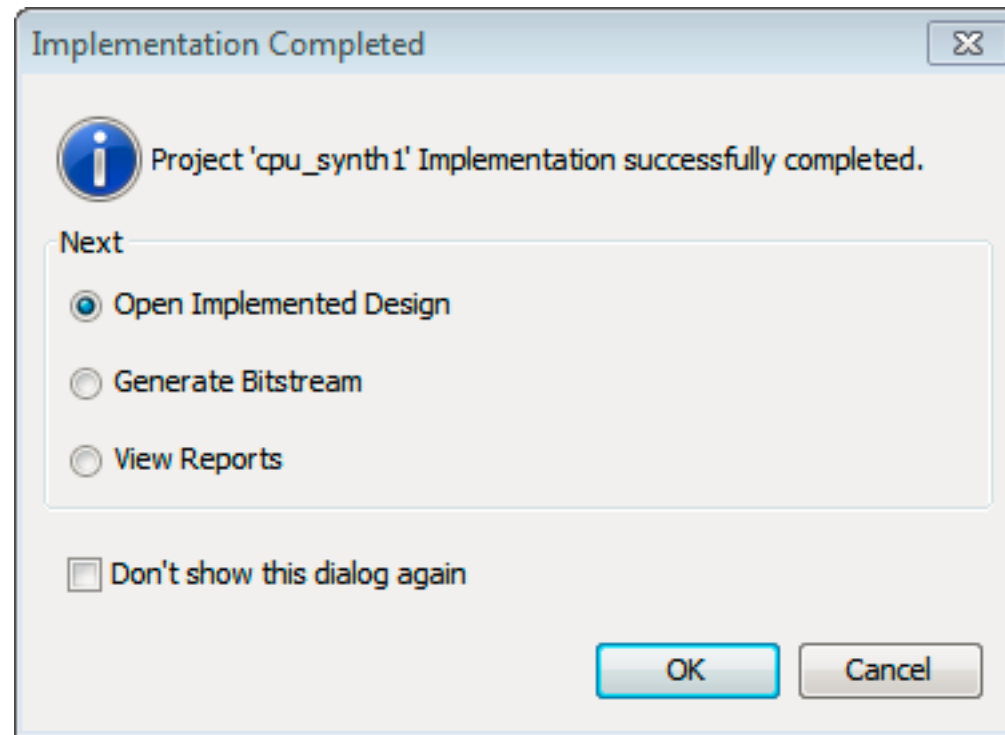 Implementation Completed
Project 'cpu_synth1' Implementation successfully completed.
Next
Open Implemented Design
Generate Bitstream
View Reports
Don't show this dialog again
OK
Cancel